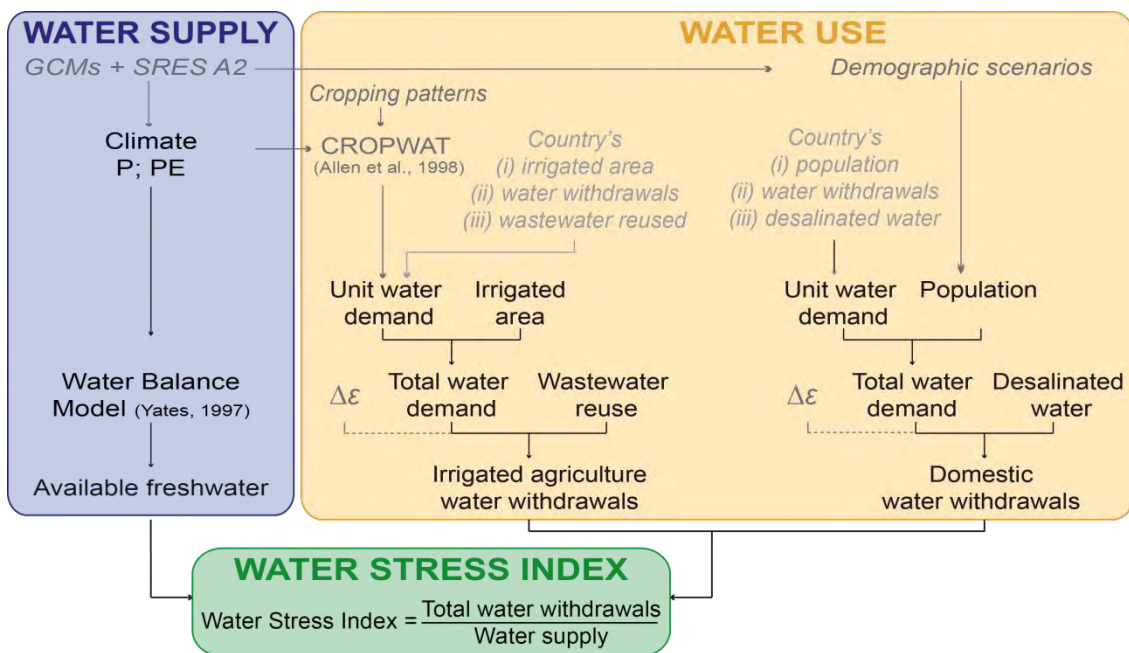 WATER SUPPLY
GCMs + SRES A2
Climate
P; PE
Water Balance
Model (Yates, 1997)
Available freshwater
WATER USE
Demographic scenarios
Cropping patterns
CROPWAT
(Allen et al., 1998)
Country's
(i) irrigated area
(ii) water withdrawals
(iii) wastewater reused
Country's
(i) population
(ii) water withdrawals
(iii) desalinated water
Unit water
demand
Irrigated
area
Unit water
demand
Population
Δε
Total water
demand
Wastewater
reuse
Δε
Total water
demand
Desalinated
water
Irrigated agriculture
water withdrawals
Domestic
water withdrawals
WATER STRESS INDEX
Water Stress Index = Total water withdrawals
Water supply